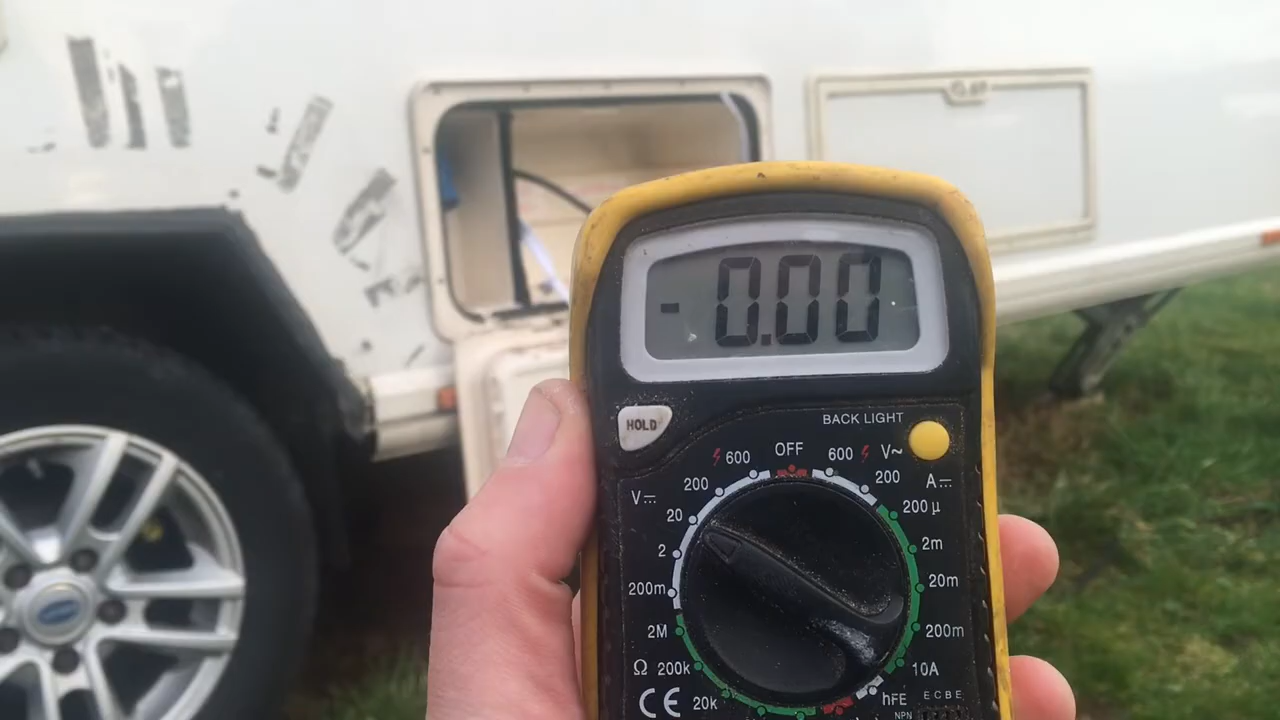 - 0.00
HOLD
BACK LIGHT
600 OFF 600 V~
200 200 A⎓
V⎓ 200 µ
20
2 2m
200m 20m
2M 200m
Ω 200k 10A
CE 20k hFE E C B E
NPN